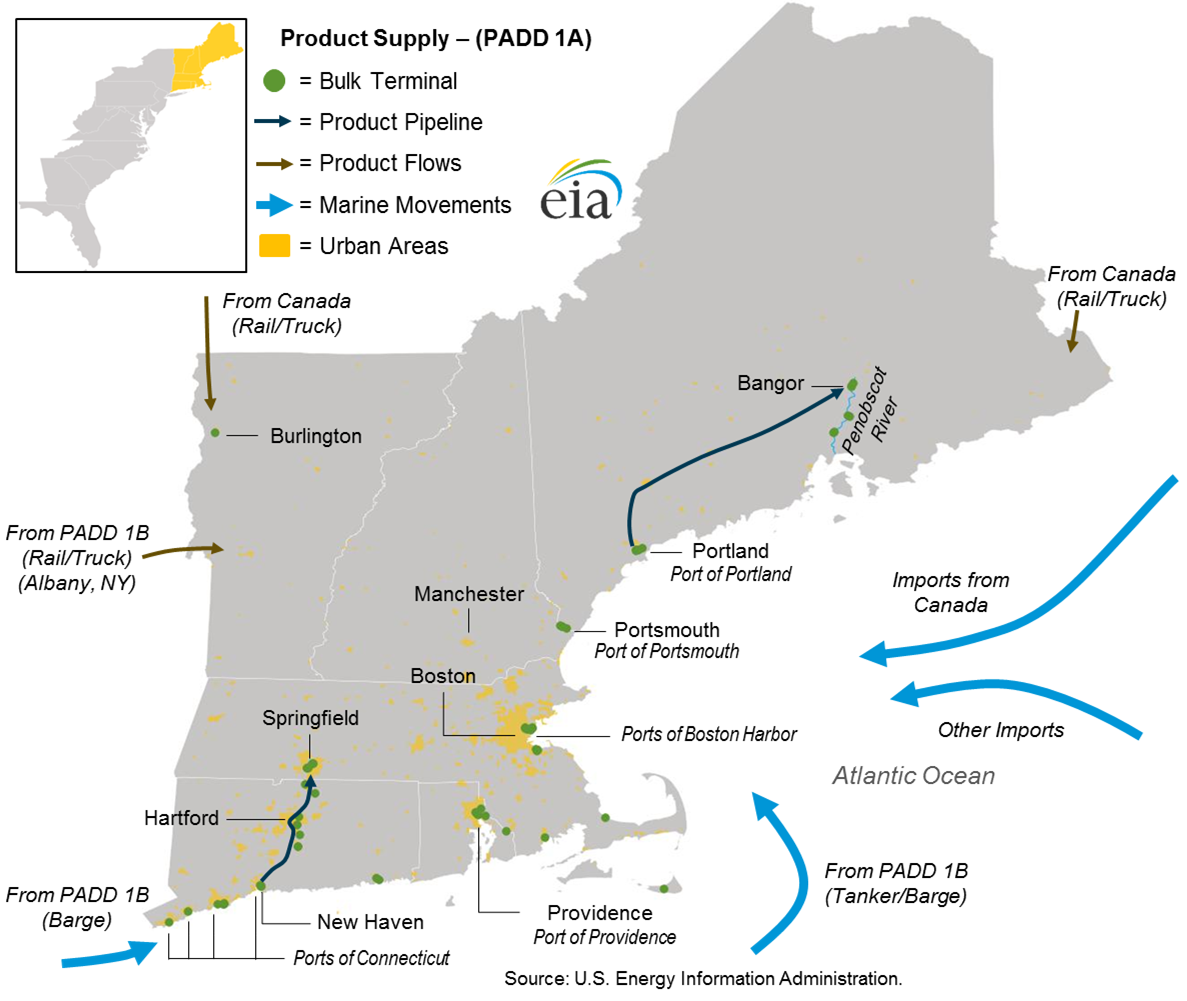 Product Supply – (PADD 1A)
= Bulk Terminal
= Product Pipeline
= Product Flows
= Marine Movements
= Urban Areas
eia
From Canada
(Rail/Truck)
From Canada
(Rail/Truck)
Bangor
Penobscot
River
Burlington
From PADD 1B
(Rail/Truck)
(Albany, NY)
Portland
Port of Portland
Imports from
Canada
Manchester
Portsmouth
Port of Portsmouth
Boston
Springfield
Ports of Boston Harbor
Other Imports
Atlantic Ocean
Hartford
From PADD 1B
(Tanker/Barge)
From PADD 1B
(Barge)
New Haven
Providence
Port of Providence
Ports of Connecticut
Source: U.S. Energy Information Administration.